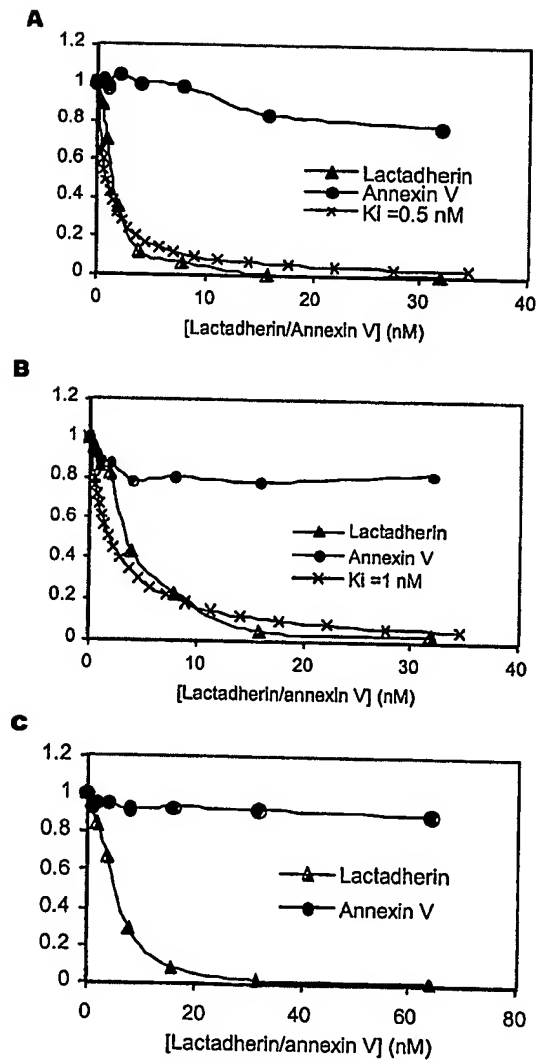 A
1.2
1
0.8
0.6
0.4
0.2
0
Lactadherin
Annexin V
Ki =0.5 nM
0 10 20 30 40
[Lactadherin/Annexin V] (nM)
B
1.2
1
0.8
0.6
0.4
0.2
0
Lactadherin
Annexin V
Ki =1 nM
0 10 20 30 40
[Lactadherin/annexin V] (nM)
C
1.2
1
0.8
0.6
0.4
0.2
0
Lactadherin
Annexin V
0 20 40 60 80
[Lactadherin/annexin V] (nM)